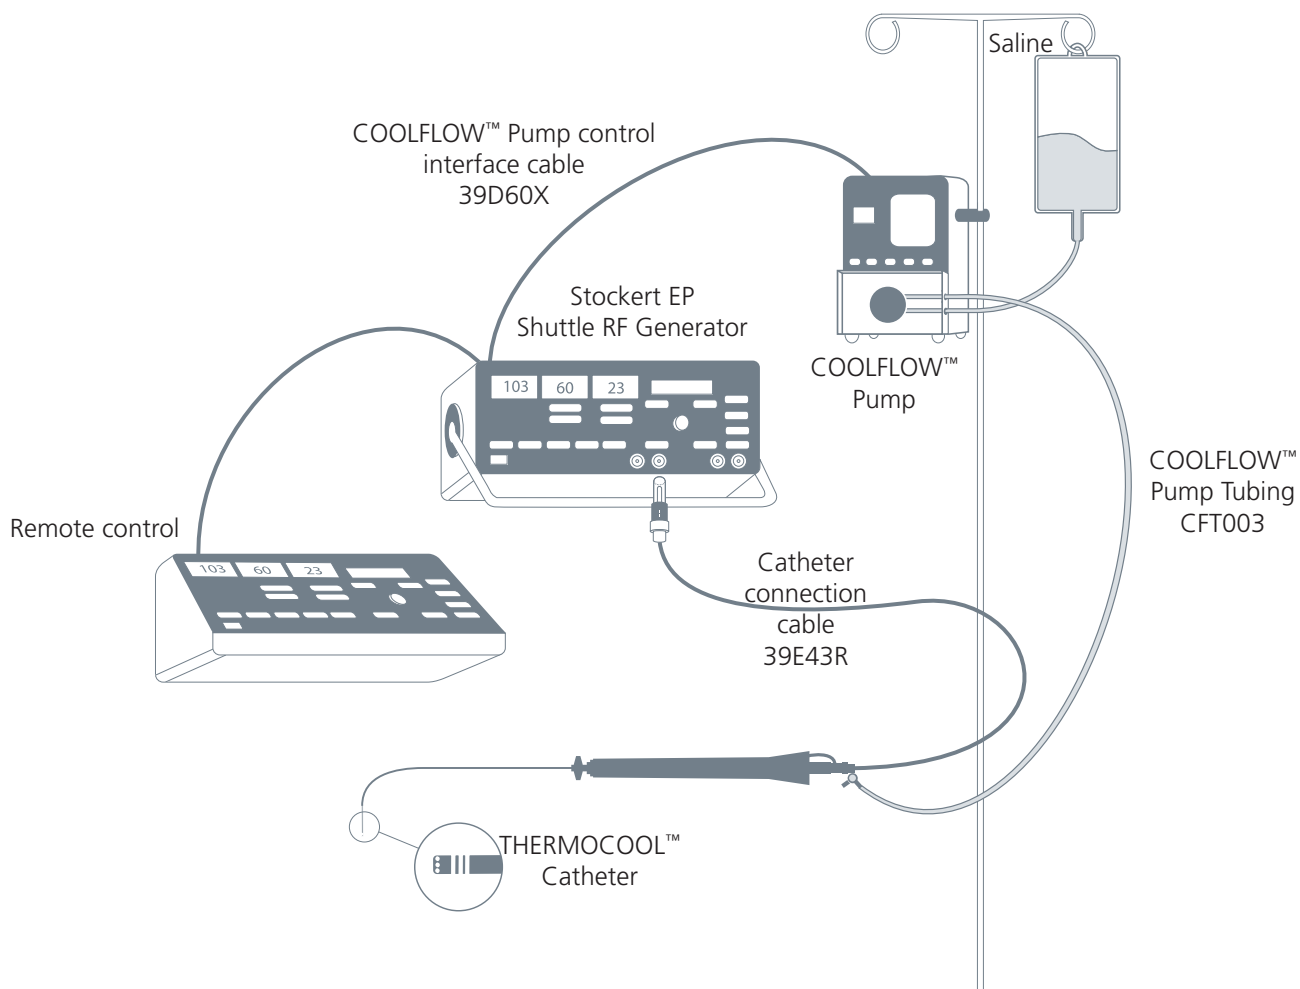 Saline
COOLFLOW™ Pump control
interface cable
39D60X
Stockert EP
Shuttle RF Generator
COOLFLOW™
Pump
103 60 23
COOLFLOW™
Pump Tubing
CFT003
Remote control
103 60 23
Catheter
connection
cable
39E43R
THERMOCOOL™
Catheter